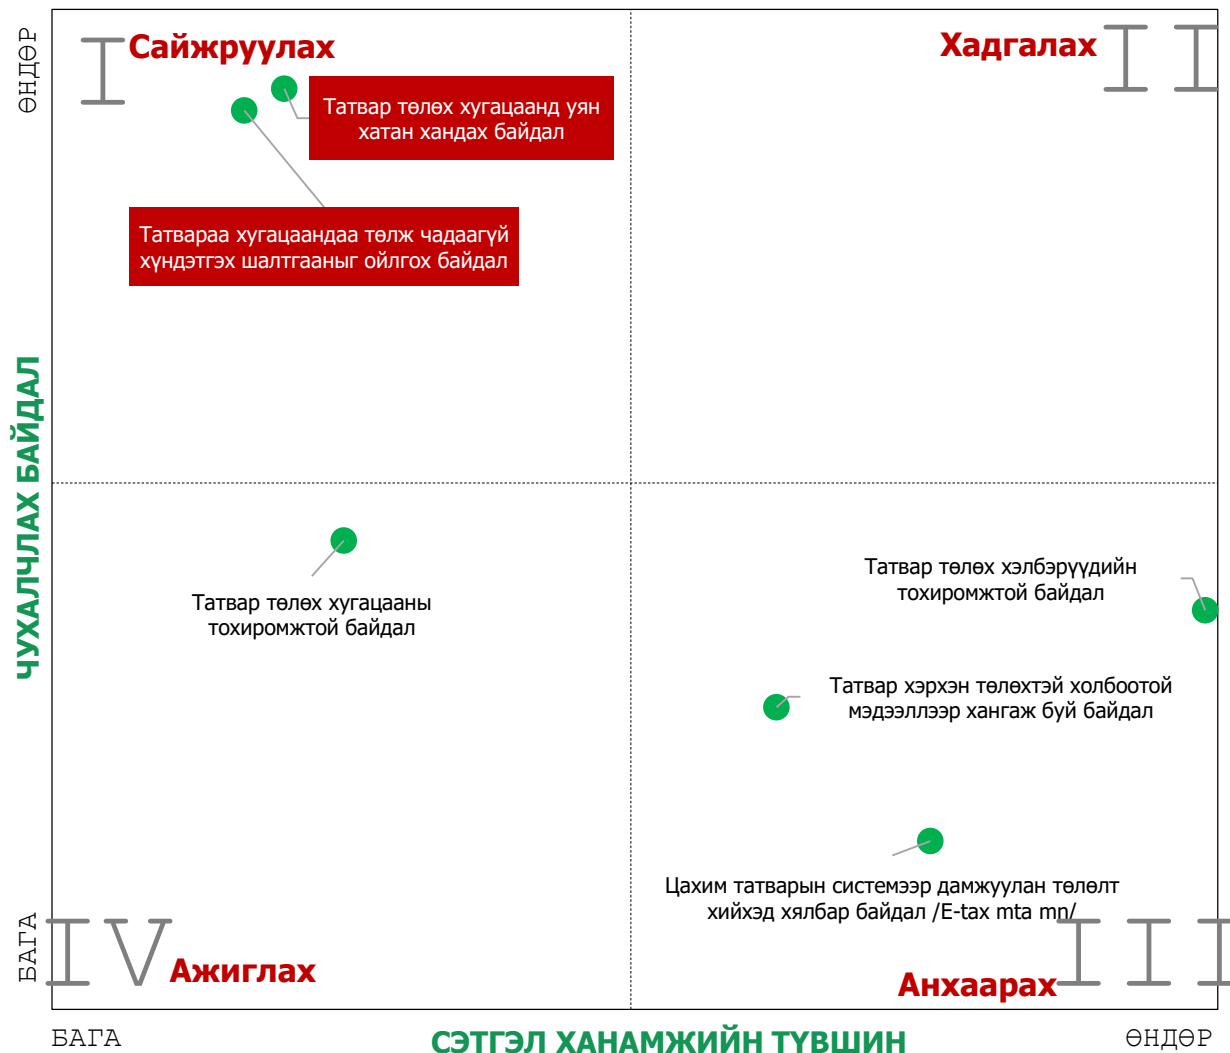 ӨНДӨР
I Сайжруулах
Хадгалах II
Татвар төлөх хугацаанд уян
хатан хандах байдал
Татвараа хугацаандаа төлж чадаагүй
хүндэтгэх шалтгааныг ойлгох байдал
ЧУХАЛЧЛАХ БАЙДАЛ
Татвар төлөх хугацааны
тохиромжтой байдал
Татвар төлөх хэлбэрүүдийн
тохиромжтой байдал
Татвар хэрхэн төлөхтэй холбоотой
мэдээллээр хангаж буй байдал
Цахим татварын системээр дамжуулан төлөлт
хийхэд хялбар байдал /E-tax mta mn/
БАГА
IV Ажиглах
Анхаарах III
БАГА
СЭТГЭЛ ХАНАМЖИЙН ТҮВШИН
ӨНДӨР